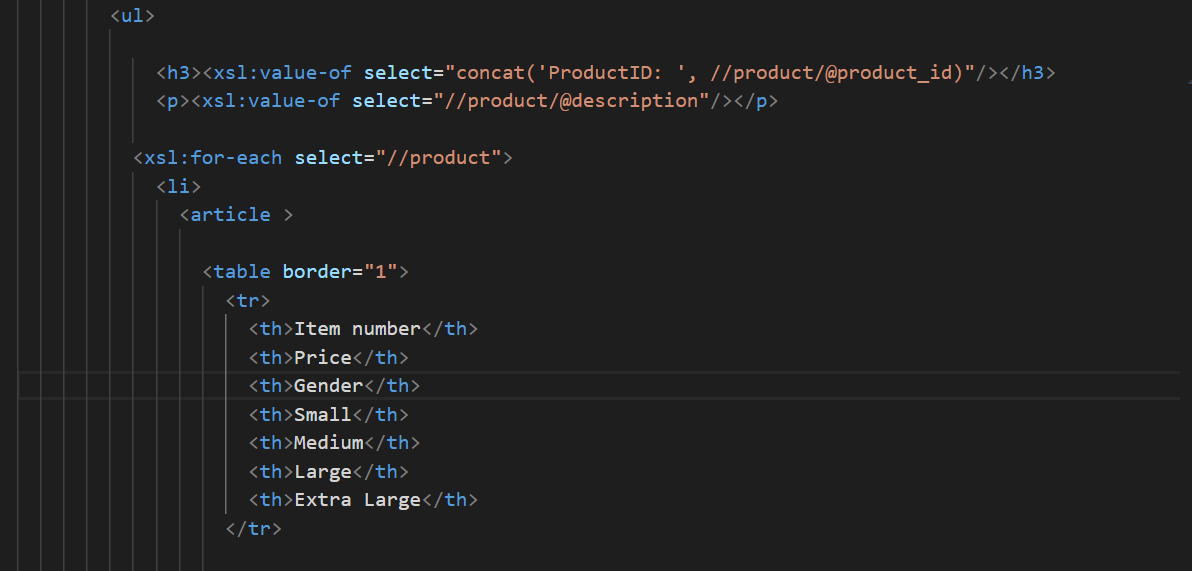 <ul>
<h3><xsl:value-of select="concat('ProductID: ', //product/@product_id)"/></h3>
<p><xsl:value-of select="//product/@description"/></p>
<xsl:for-each select="//product">
<li>
<article >
<table border="1">
<tr>
<th>Item number</th>
<th>Price</th>
<th>Gender</th>
<th>Small</th>
<th>Medium</th>
<th>Large</th>
<th>Extra Large</th>
</tr>